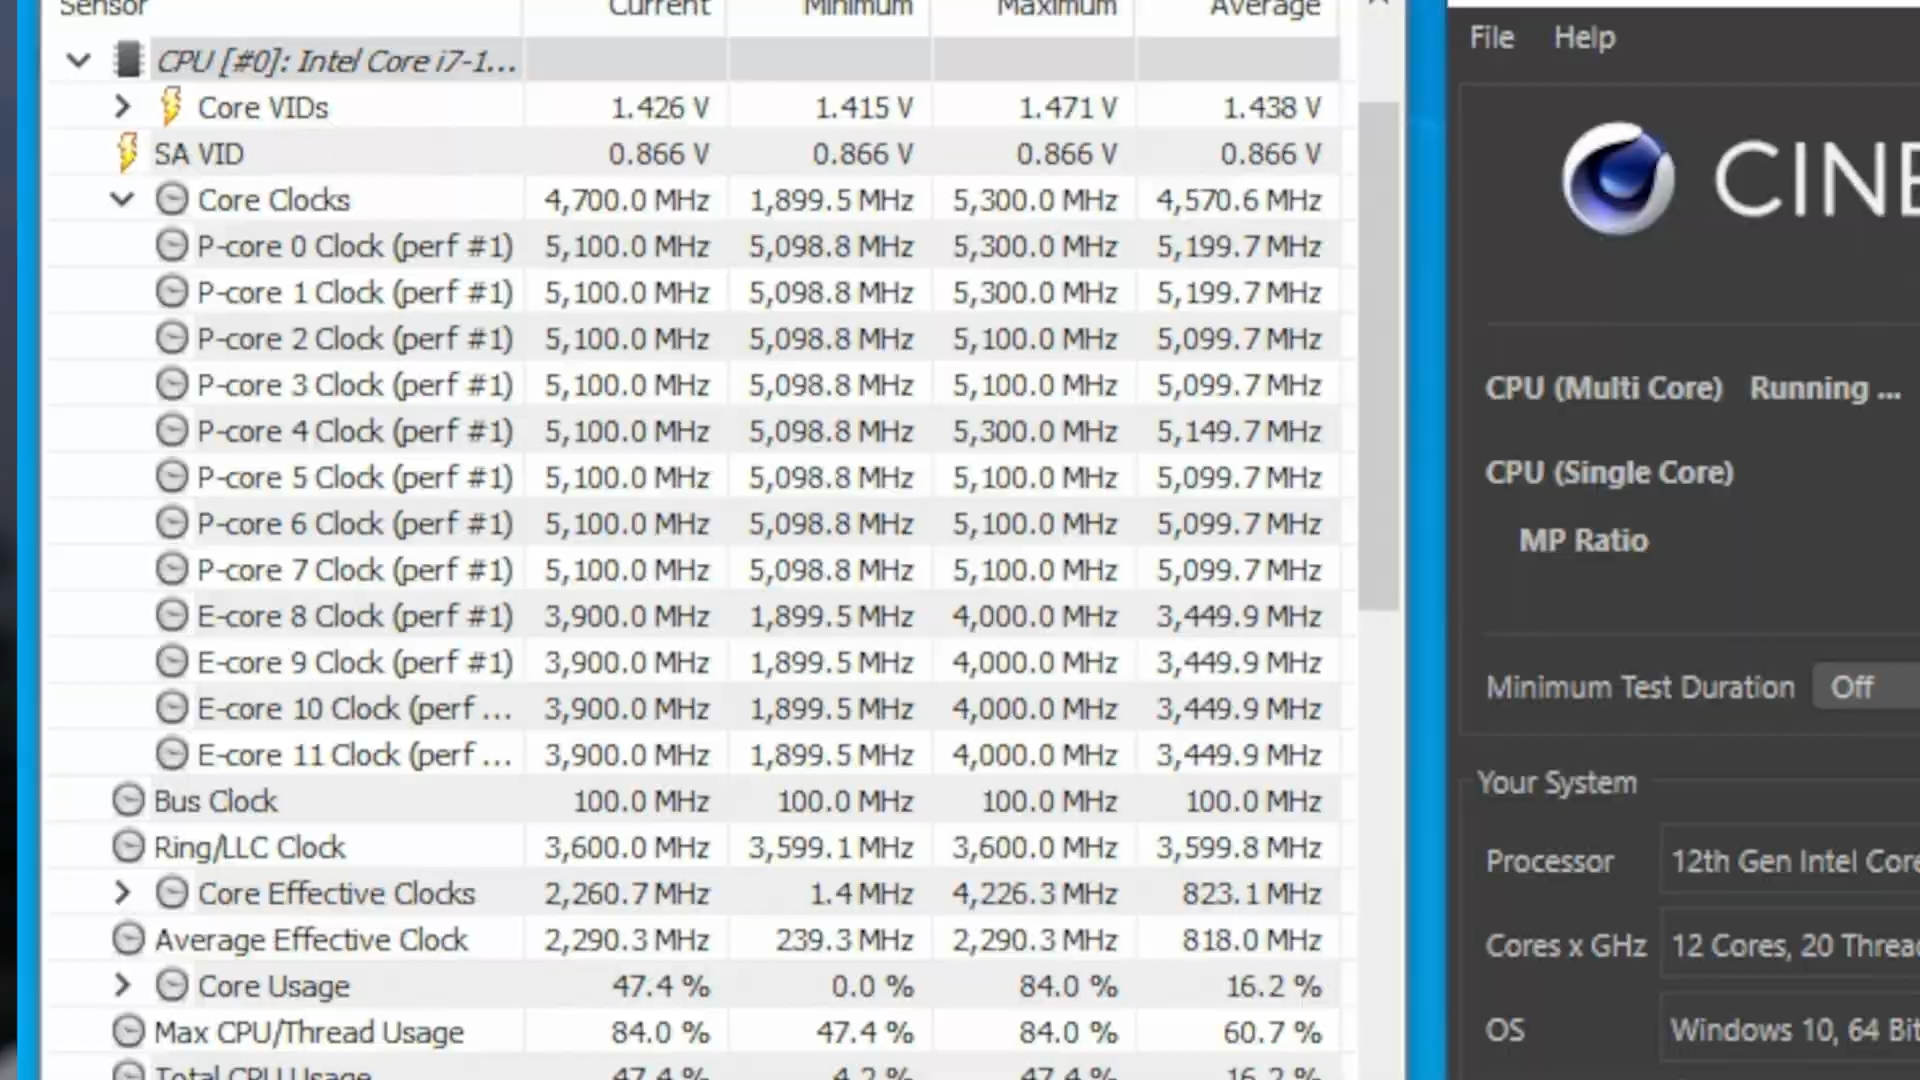 Sensor Current Minimum Maximum Average
CPU [#0]: Intel Core i7-1...
Core VIDs 1.426 V 1.415 V 1.471 V 1.438 V
SA VID 0.866 V 0.866 V 0.866 V 0.866 V
Core Clocks 4,700.0 MHz 1,899.5 MHz 5,300.0 MHz 4,570.6 MHz
P-core 0 Clock (perf #1) 5,100.0 MHz 5,098.8 MHz 5,300.0 MHz 5,199.7 MHz
P-core 1 Clock (perf #1) 5,100.0 MHz 5,098.8 MHz 5,300.0 MHz 5,199.7 MHz
P-core 2 Clock (perf #1) 5,100.0 MHz 5,098.8 MHz 5,100.0 MHz 5,099.7 MHz
P-core 3 Clock (perf #1) 5,100.0 MHz 5,098.8 MHz 5,100.0 MHz 5,099.7 MHz
P-core 4 Clock (perf #1) 5,100.0 MHz 5,098.8 MHz 5,300.0 MHz 5,149.7 MHz
P-core 5 Clock (perf #1) 5,100.0 MHz 5,098.8 MHz 5,100.0 MHz 5,099.7 MHz
P-core 6 Clock (perf #1) 5,100.0 MHz 5,098.8 MHz 5,100.0 MHz 5,099.7 MHz
P-core 7 Clock (perf #1) 5,100.0 MHz 5,098.8 MHz 5,100.0 MHz 5,099.7 MHz
E-core 8 Clock (perf #1) 3,900.0 MHz 1,899.5 MHz 4,000.0 MHz 3,449.9 MHz
E-core 9 Clock (perf #1) 3,900.0 MHz 1,899.5 MHz 4,000.0 MHz 3,449.9 MHz
E-core 10 Clock (perf ... 3,900.0 MHz 1,899.5 MHz 4,000.0 MHz 3,449.9 MHz
E-core 11 Clock (perf ... 3,900.0 MHz 1,899.5 MHz 4,000.0 MHz 3,449.9 MHz
Bus Clock 100.0 MHz 100.0 MHz 100.0 MHz 100.0 MHz
Ring/LLC Clock 3,600.0 MHz 3,599.1 MHz 3,600.0 MHz 3,599.8 MHz
Core Effective Clocks 2,260.7 MHz 1.4 MHz 4,226.3 MHz 823.1 MHz
Average Effective Clock 2,290.3 MHz 239.3 MHz 2,290.3 MHz 818.0 MHz
Core Usage 47.4 % 0.0 % 84.0 % 16.2 %
Max CPU/Thread Usage 84.0 % 47.4 % 84.0 % 60.7 %
Total CPU Usage 47.4 % 4.2 % 47.4 % 16.2 %
File Help
CINE
CPU (Multi Core) Running ...
CPU (Single Core)
MP Ratio
Minimum Test Duration Off
Your System
Processor 12th Gen Intel Core
Cores x GHz 12 Cores, 20 Threa
OS Windows 10, 64 Bit